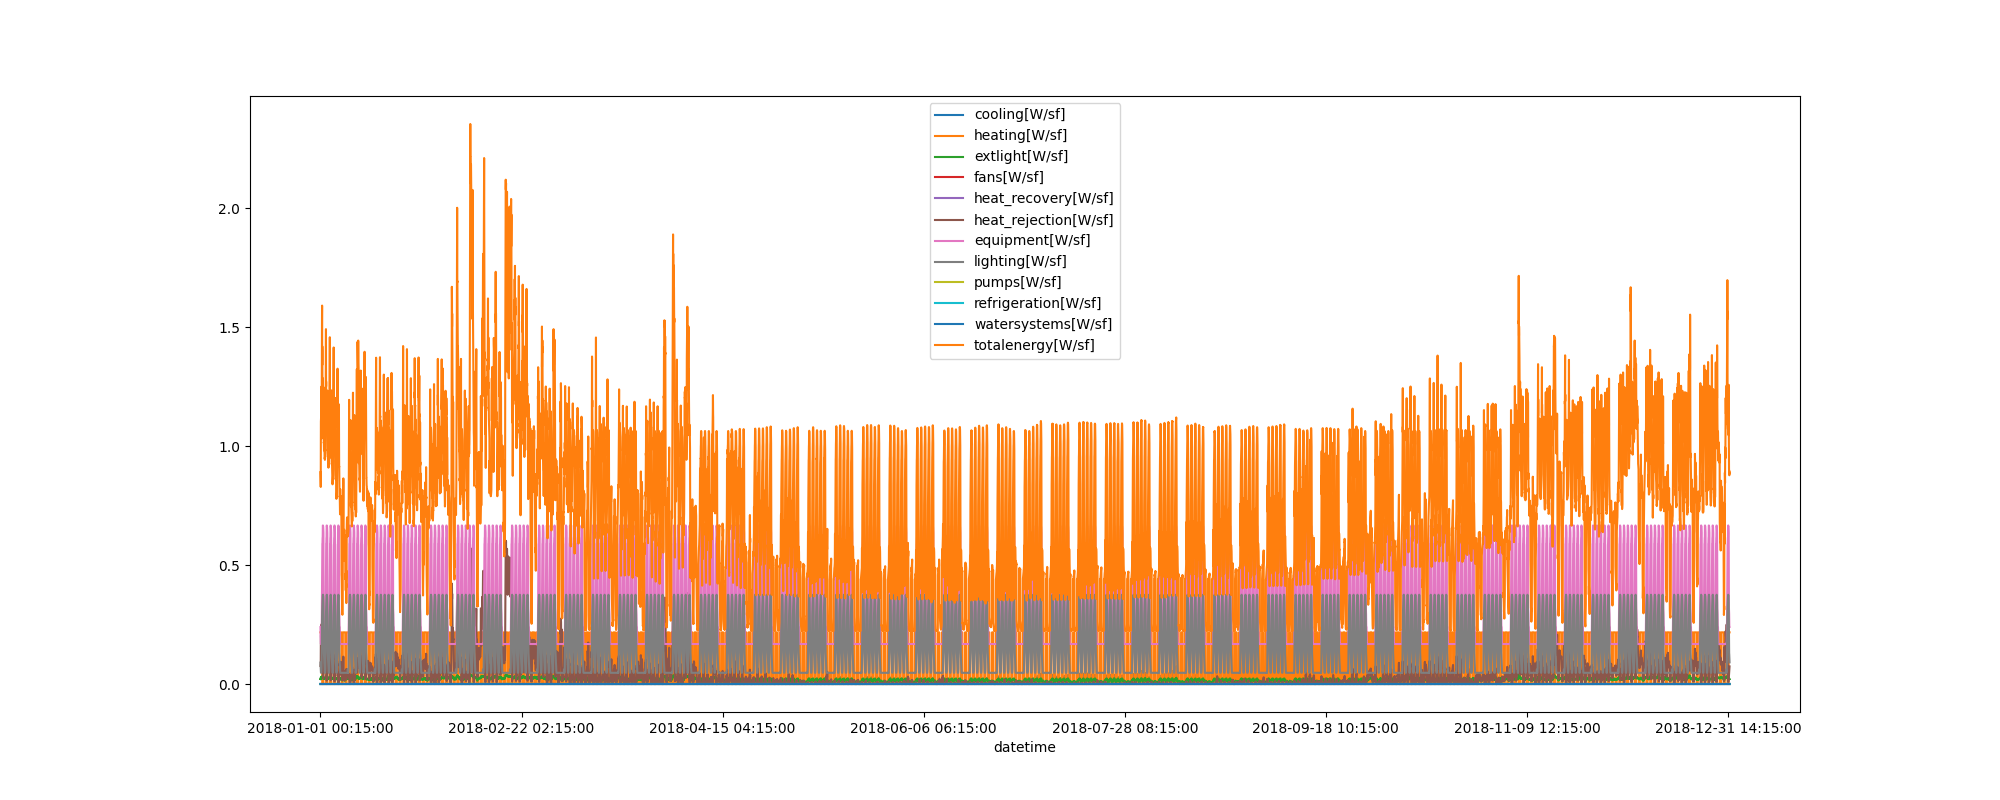 cooling[W/sf]
heating[W/sf]
extlight[W/sf]
fans[W/sf]
heat_recovery[W/sf]
heat_rejection[W/sf]
equipment[W/sf]
lighting[W/sf]
pumps[W/sf]
refrigeration[W/sf]
watersystems[W/sf]
totalenergy[W/sf]
2.0
1.5
1.0
0.5
0.0
2018-01-01 00:15:00 2018-02-22 02:15:00 2018-04-15 04:15:00 2018-06-06 06:15:00 2018-07-28 08:15:00 2018-09-18 10:15:00 2018-11-09 12:15:00 2018-12-31 14:15:00
datetime